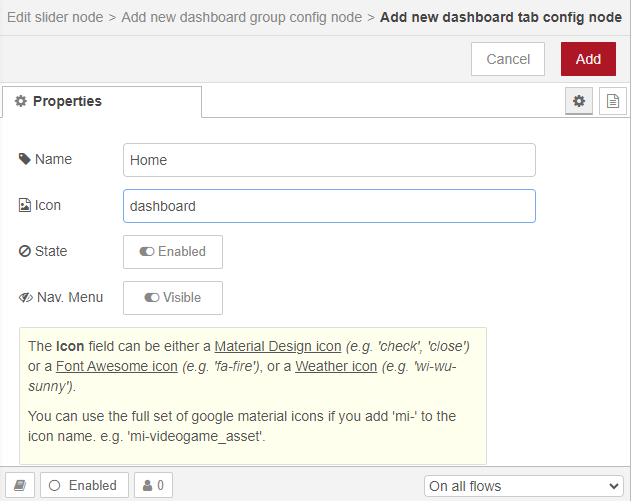 Edit slider node > Add new dashboard group config node > Add new dashboard tab config node
Cancel
Add
Properties
Name
Home
Icon
dashboard
State
Enabled
Nav. Menu
Visible
The Icon field can be either a Material Design icon (e.g. 'check', 'close')
or a Font Awesome icon (e.g. 'fa-fire'), or a Weather icon (e.g. 'wi-wu-
sunny').
You can use the full set of google material icons if you add 'mi-' to the
icon name. e.g. 'mi-videogame_asset'.
Enabled
0
On all flows